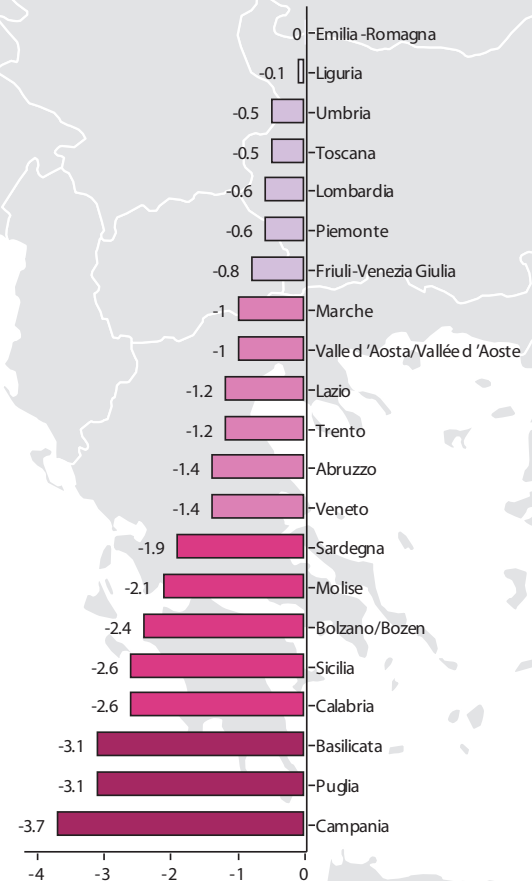 0 Emilia-Romagna
-0.1 Liguria
-0.5 Umbria
-0.5 Toscana
-0.6 Lombardia
-0.6 Piemonte
-0.8 Friuli-Venezia Giulia
-1 Marche
-1 Valle d'Aosta/Vallée d'Aoste
-1.2 Lazio
-1.2 Trento
-1.4 Abruzzo
-1.4 Veneto
-1.9 Sardegna
-2.1 Molise
-2.4 Bolzano/Bozen
-2.6 Sicilia
-2.6 Calabria
-3.1 Basilicata
-3.1 Puglia
-3.7 Campania
-4 -3 -2 -1 0